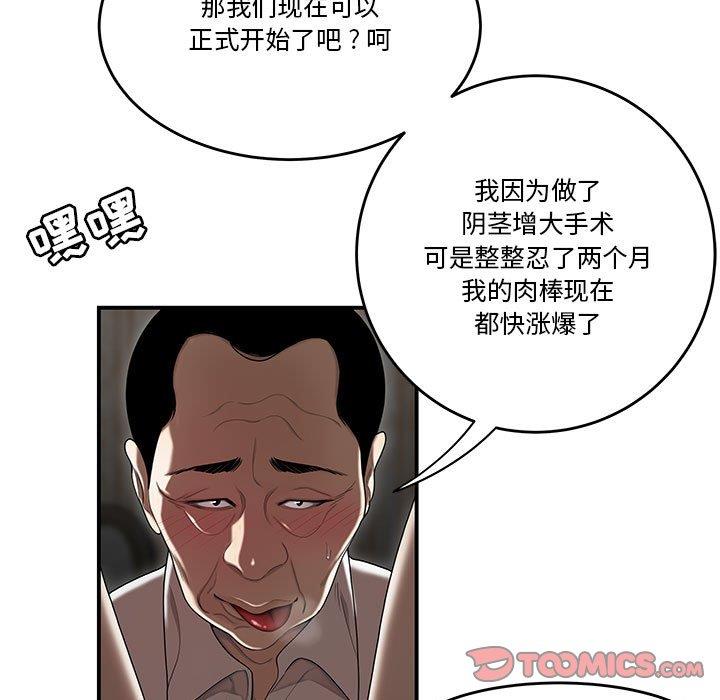 那我们现在可以
正式开始了吧？呵
嘿嘿
我因为做了
阴茎增大手术
可是整整忍了两个月
我的肉棒现在
都快涨爆了
TOOMICS.COM